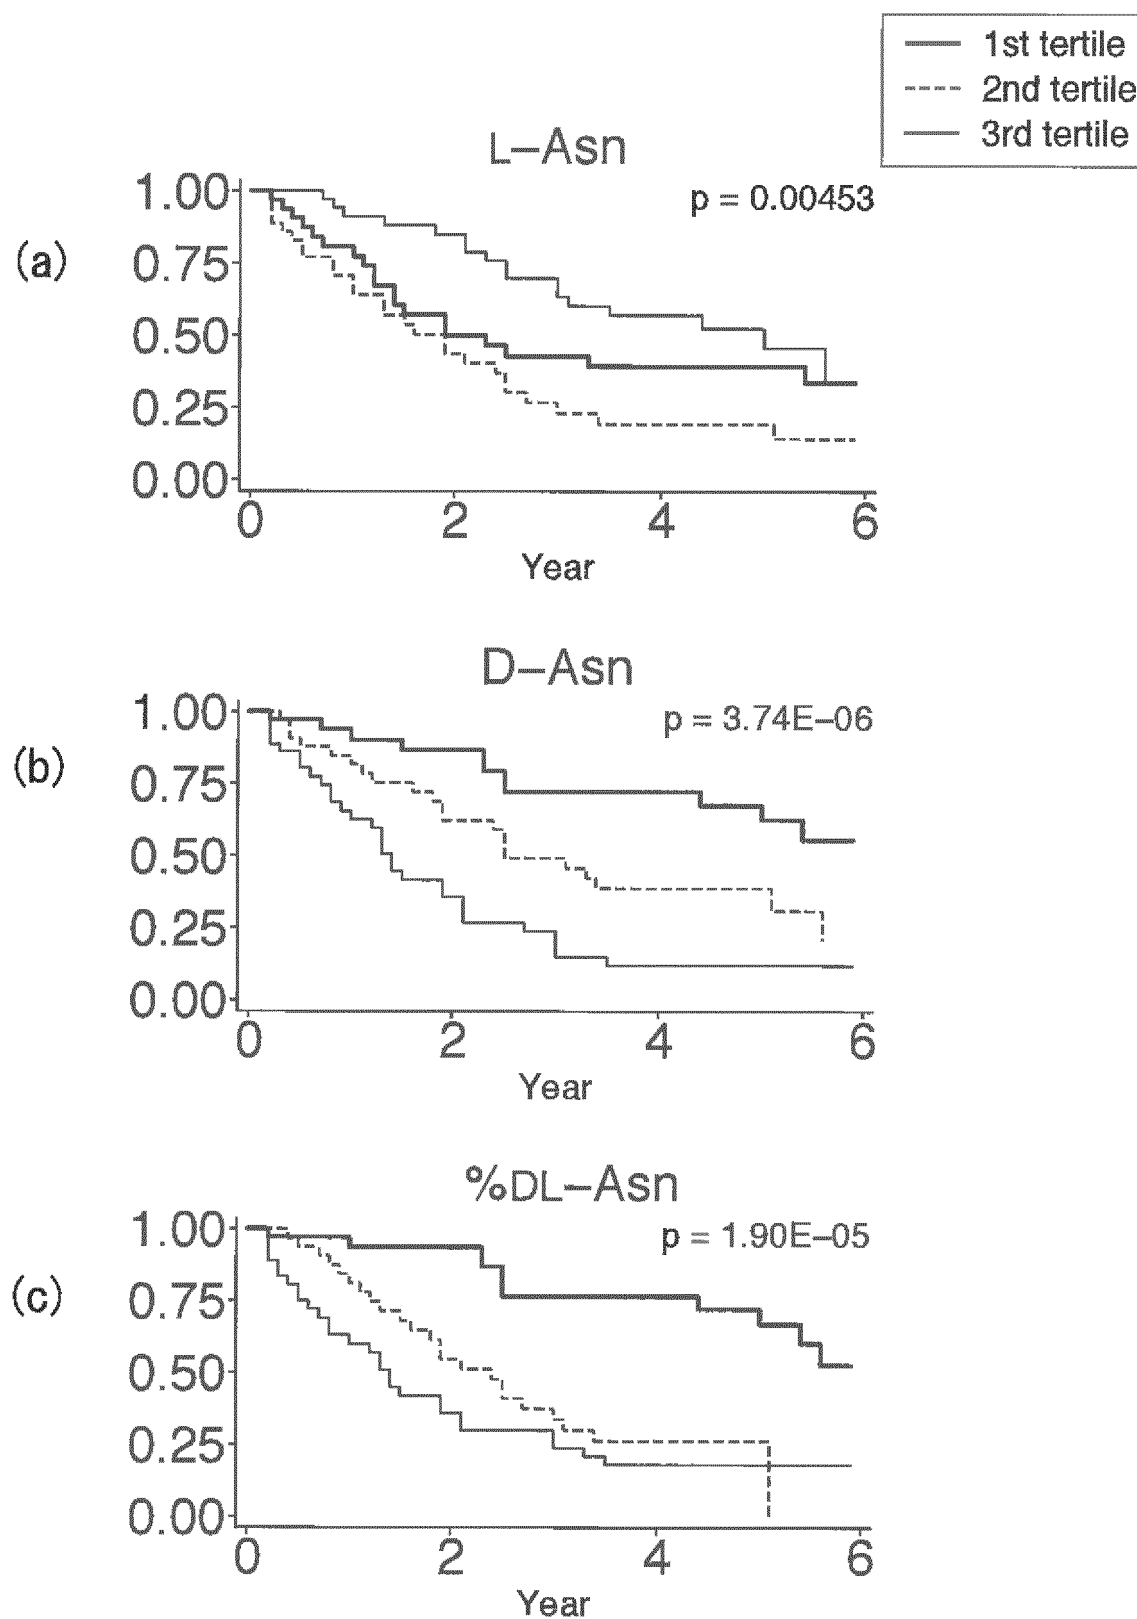 1st tertile
2nd tertile
3rd tertile
(a)
L–Asn
p = 0.00453
1.00
0.75
0.50
0.25
0.00
0 2 4 6
Year
(b)
D–Asn
p = 3.74E–06
1.00
0.75
0.50
0.25
0.00
0 2 4 6
Year
(c)
%DL–Asn
p = 1.90E–05
1.00
0.75
0.50
0.25
0.00
0 2 4 6
Year